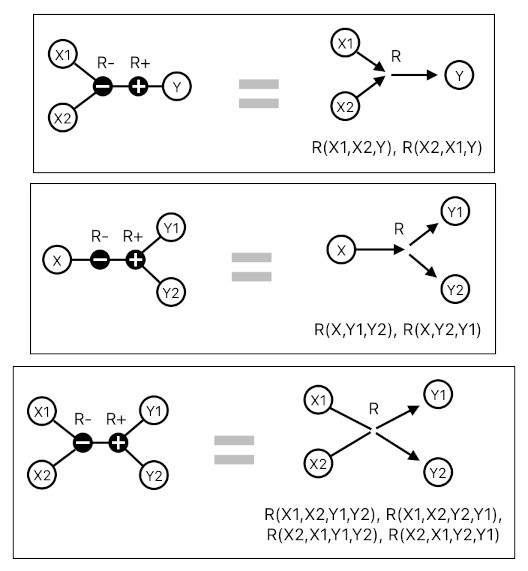 X1
R- R+
Y
X2
X1
R
Y
X2
R(X1,X2,Y), R(X2,X1,Y)
Y1
R- R+
X
Y2
Y1
R
X
Y2
R(X,Y1,Y2), R(X,Y2,Y1)
X1
Y1
R- R+
X2
Y2
X1
Y1
R
X2
Y2
R(X1,X2,Y1,Y2), R(X1,X2,Y2,Y1),
R(X2,X1,Y1,Y2), R(X2,X1,Y2,Y1)